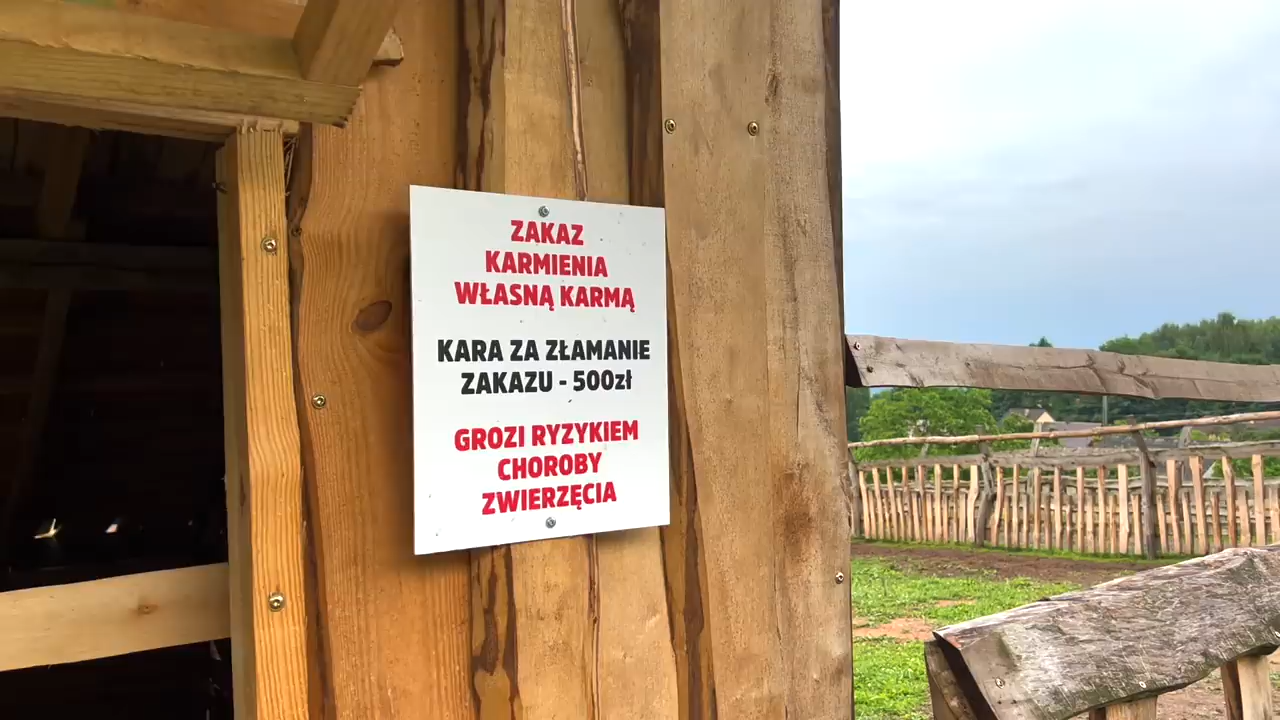 ZAKAZ
KARMIENIA
WŁASNĄ KARMĄ
KARA ZA ZŁAMANIE
ZAKAZU - 500zł
GROZI RYZYKIEM
CHOROBY
ZWIERZĘCIA